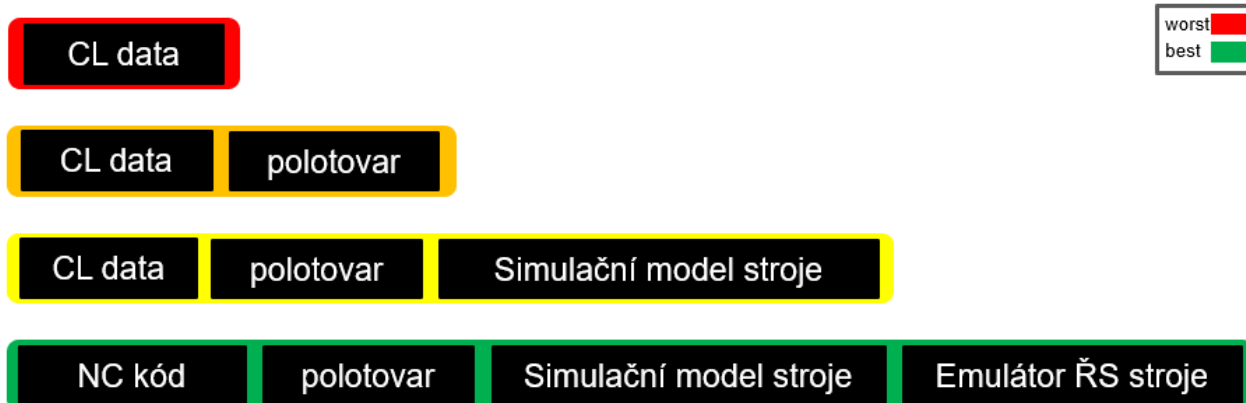 CL data
worst
best
CL data polotovar
CL data polotovar Simulační model stroje
NC kód polotovar Simulační model stroje Emulátor ŘS stroje